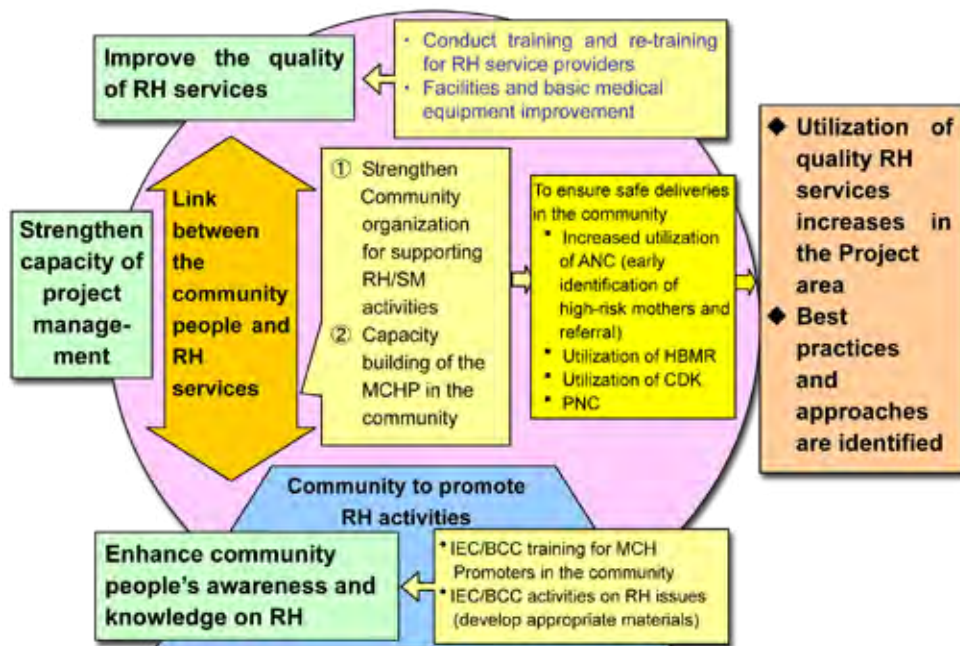 Improve the quality
of RH services
・ Conduct training and re-training
for RH service providers
・ Facilities and basic medical
equipment improvement
Strengthen
capacity of
project
manage-
ment
Link
between
the
community
people and
RH
services
① Strengthen
Community
organization
for supporting
RH/SM
activities
② Capacity
building of the
MCHP in the
community
To ensure safe deliveries
in the community
• Increased utilization
of ANC (early
identification of
high-risk mothers and
referral)
• Utilization of HBMR
• Utilization of CDK
• PNC
◆ Utilization of
quality RH
services
increases in
the Project
area
◆ Best
practices
and
approaches
are identified
Community to promote
RH activities
Enhance community
people's awareness and
knowledge on RH
• IEC/BCC training for MCH
Promoters in the community
• IEC/BCC activities on RH issues
(develop appropriate materials)